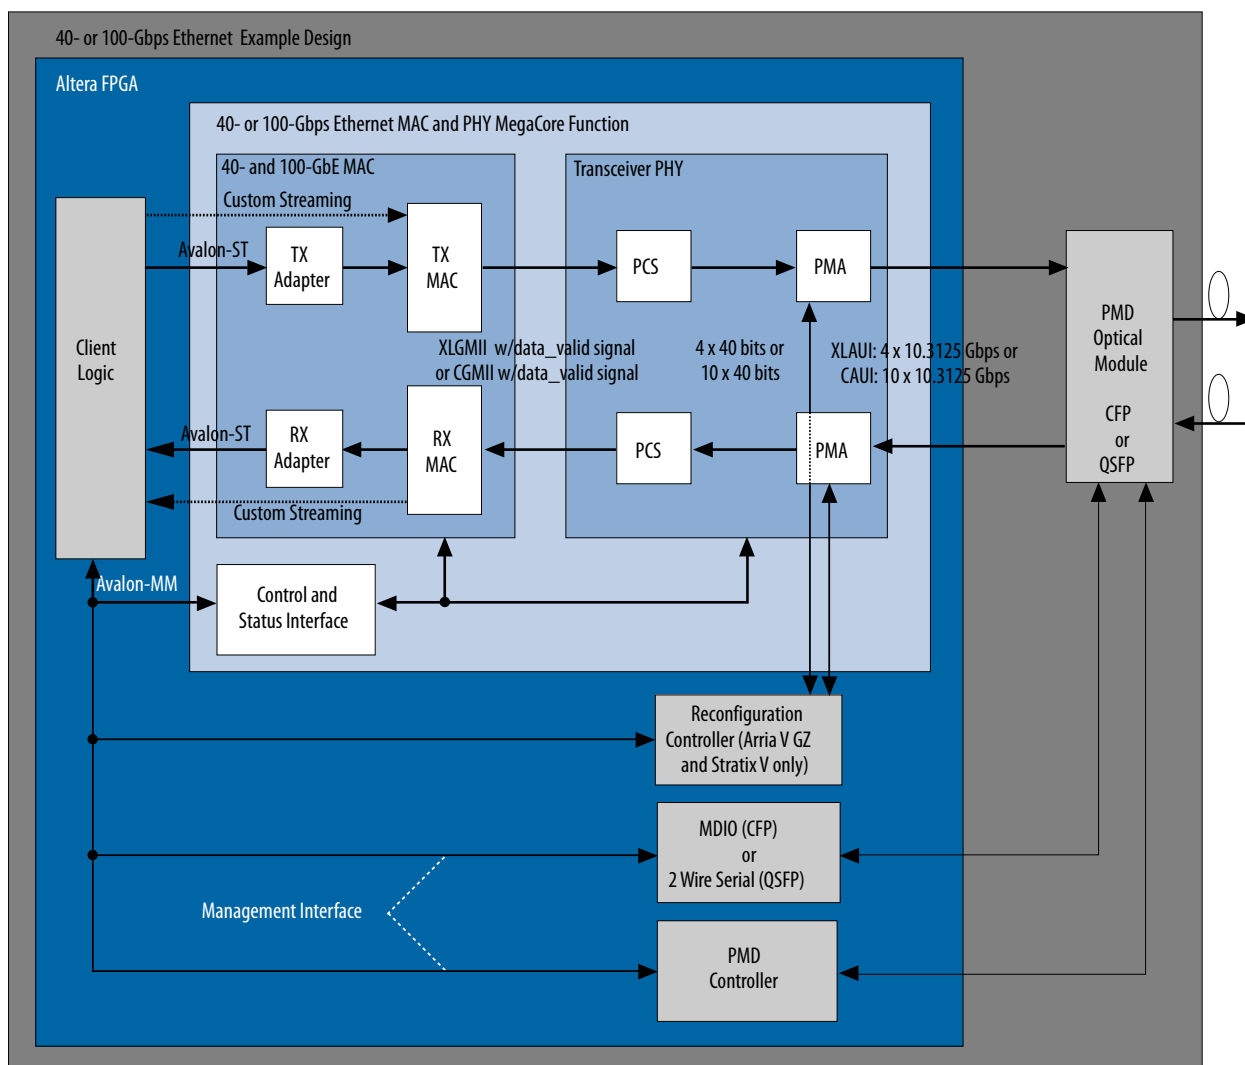 40- or 100-Gbps Ethernet Example Design
Altera FPGA
40- or 100-Gbps Ethernet MAC and PHY MegaCore Function
40- and 100-GbE MAC
Transceiver PHY
Custom Streaming
Avalon-ST
TX
Adapter
TX
MAC
PCS
PMA
Client
Logic
XLGMII w/data_valid signal
or CGMII w/data_valid signal
4 x 40 bits or
10 x 40 bits
XLAUI: 4 x 10.3125 Gbps or
CAUI: 10 x 10.3125 Gbps
PMD
Optical
Module
CFP
or
QSFP
Avalon-ST
RX
Adapter
RX
MAC
PCS
PMA
Custom Streaming
Avalon-MM
Control and
Status Interface
Reconfiguration
Controller (Arria V GZ
and Stratix V only)
MDIO (CFP)
or
2 Wire Serial (QSFP)
Management Interface
PMD
Controller